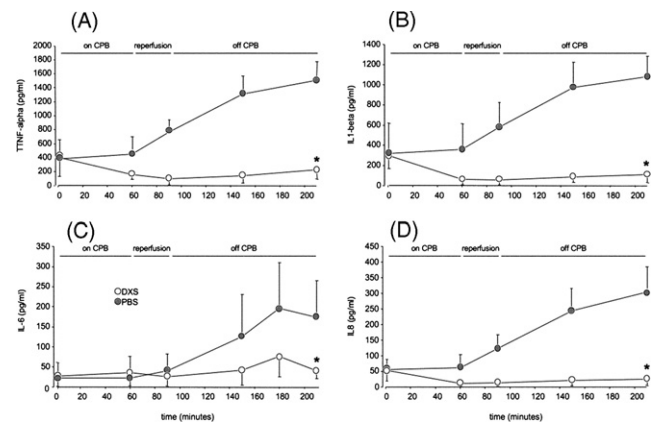 (A)
on CPB reperfusion off CPB
TTNF-alpha (pg/ml)
2000
1800
1600
1400
1200
1000
800
600
400
200
0
*
0 20 40 60 80 100 120 140 160 180 200
(B)
on CPB reperfusion off CPB
IL1-beta (pg/ml)
1400
1200
1000
800
600
400
200
0
*
0 20 40 60 80 100 120 140 160 180 200
(C)
on CPB reperfusion off CPB
IL-6 (pg/ml)
350
300
250
200
150
100
50
0
DXS
PBS
*
0 20 40 60 80 100 120 140 160 180 200
time (minutes)
(D)
on CPB reperfusion off CPB
IL8 (pg/ml)
450
400
350
300
250
200
150
100
50
0
*
0 20 40 60 80 100 120 140 160 180 200
time (minutes)